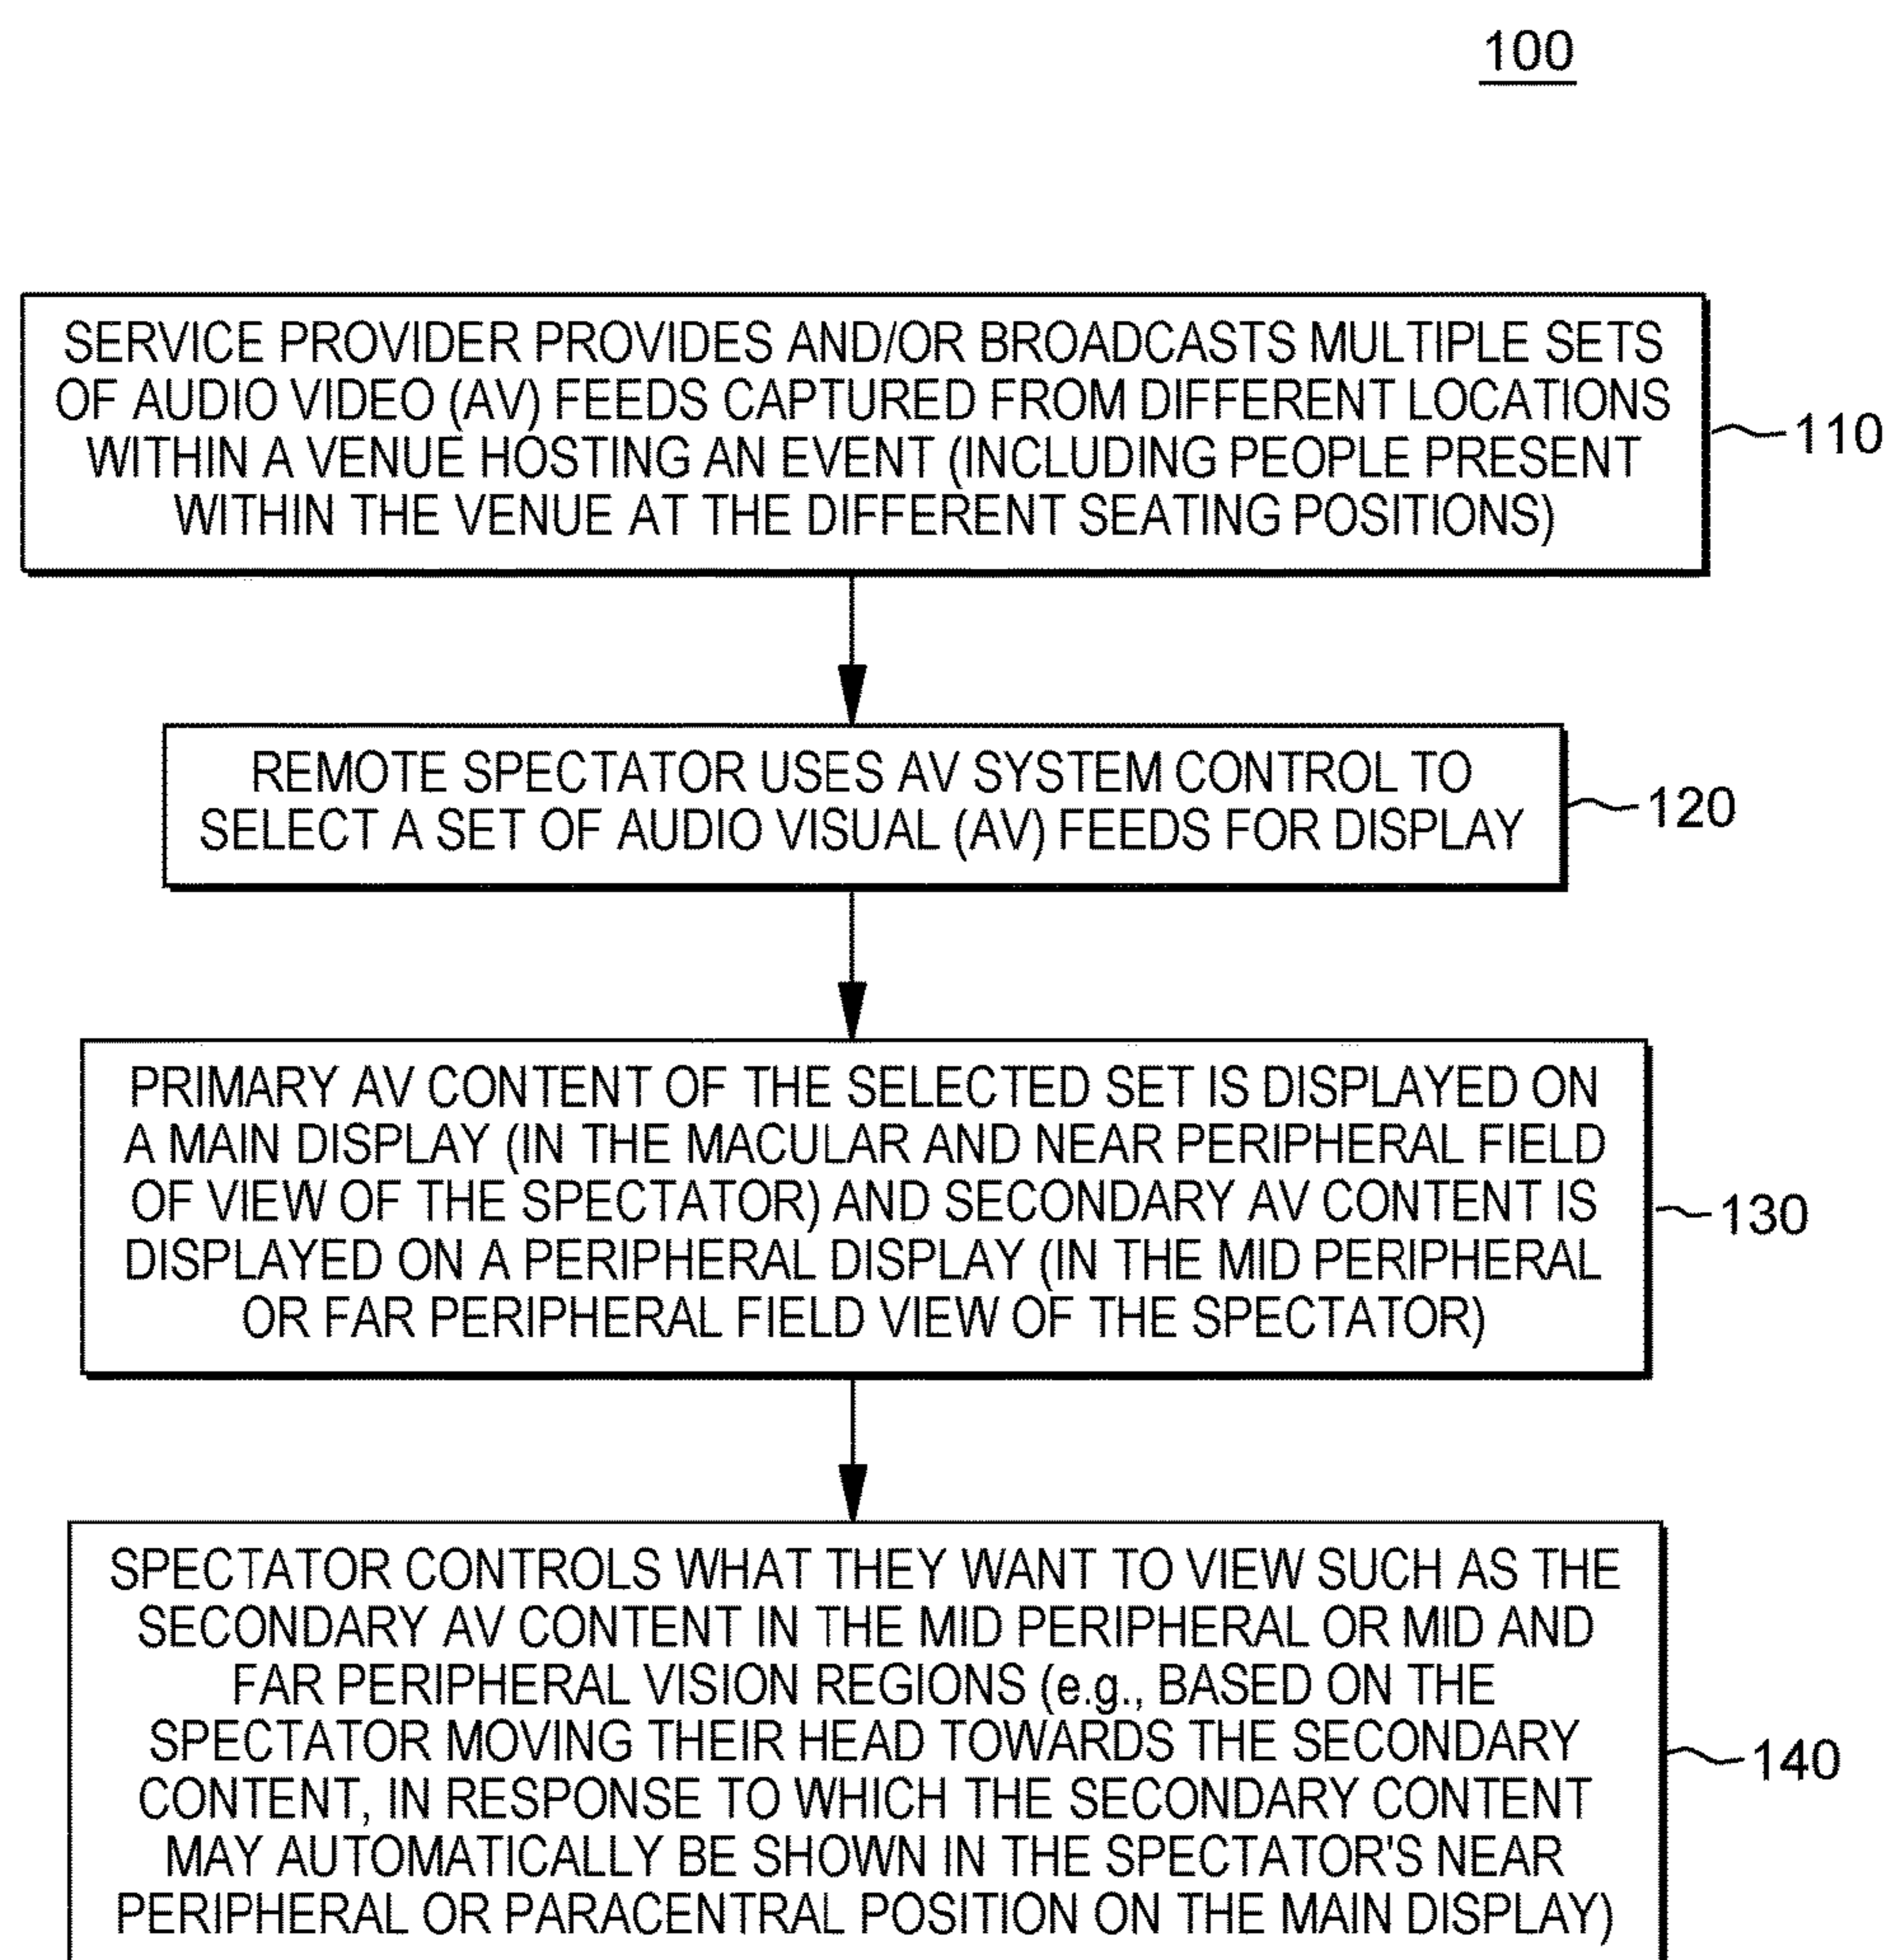 100
SERVICE PROVIDER PROVIDES AND/OR BROADCASTS MULTIPLE SETS
OF AUDIO VIDEO (AV) FEEDS CAPTURED FROM DIFFERENT LOCATIONS
WITHIN A VENUE HOSTING AN EVENT (INCLUDING PEOPLE PRESENT
WITHIN THE VENUE AT THE DIFFERENT SEATING POSITIONS)
110
REMOTE SPECTATOR USES AV SYSTEM CONTROL TO
SELECT A SET OF AUDIO VISUAL (AV) FEEDS FOR DISPLAY
120
PRIMARY AV CONTENT OF THE SELECTED SET IS DISPLAYED ON
A MAIN DISPLAY (IN THE MACULAR AND NEAR PERIPHERAL FIELD
OF VIEW OF THE SPECTATOR) AND SECONDARY AV CONTENT IS
DISPLAYED ON A PERIPHERAL DISPLAY (IN THE MID PERIPHERAL
OR FAR PERIPHERAL FIELD VIEW OF THE SPECTATOR)
130
SPECTATOR CONTROLS WHAT THEY WANT TO VIEW SUCH AS THE
SECONDARY AV CONTENT IN THE MID PERIPHERAL OR MID AND
FAR PERIPHERAL VISION REGIONS (e.g., BASED ON THE
SPECTATOR MOVING THEIR HEAD TOWARDS THE SECONDARY
CONTENT, IN RESPONSE TO WHICH THE SECONDARY CONTENT
MAY AUTOMATICALLY BE SHOWN IN THE SPECTATOR'S NEAR
PERIPHERAL OR PARACENTRAL POSITION ON THE MAIN DISPLAY)
140